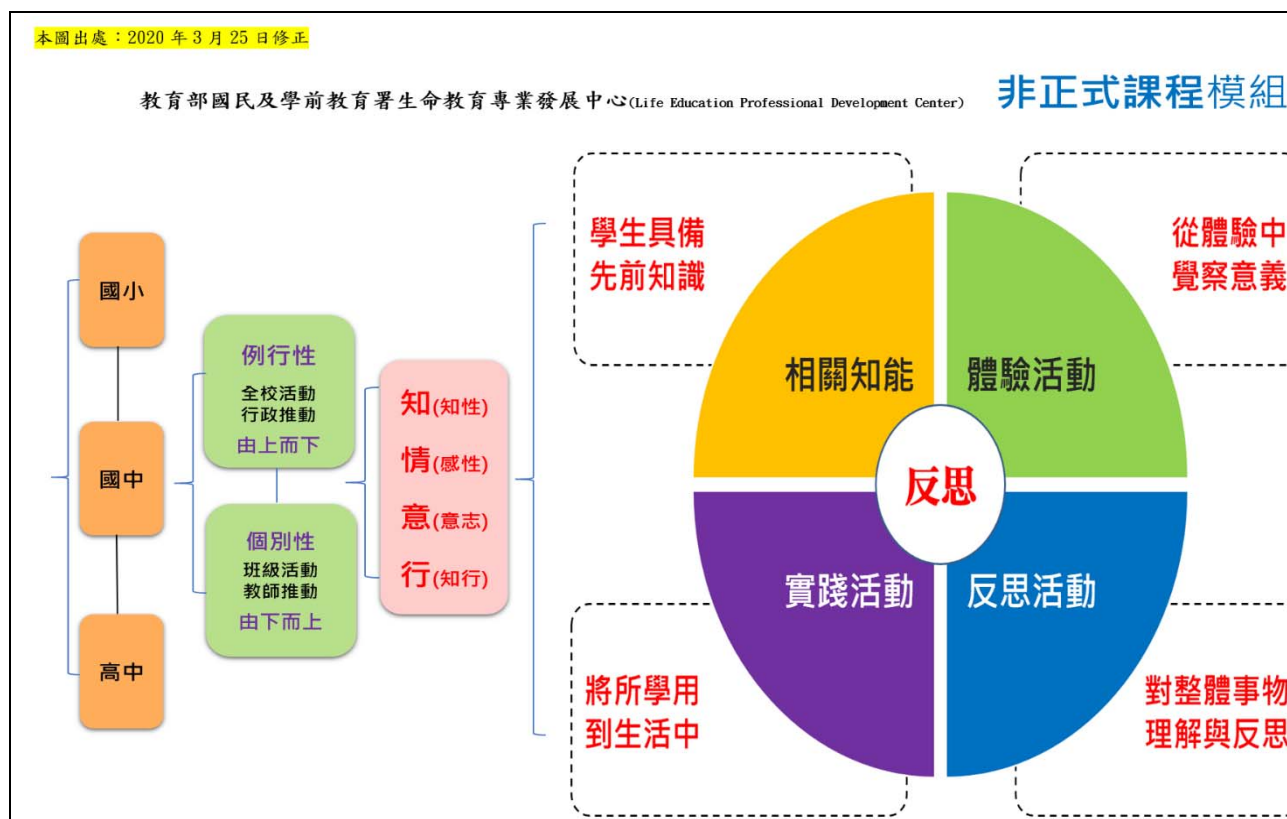 本圖出處：2020 年 3 月 25 日修正
教育部國民及學前教育署生命教育專業發展中心(Life Education Professional Development Center)
非正式課程模組
國小
國中
高中
例行性
全校活動
行政推動
由上而下
個別性
班級活動
教師推動
由下而上
知(知性)
情(感性)
意(意志)
行(知行)
學生具備
先前知識
從體驗中
覺察意義
相關知能
體驗活動
反思
實踐活動
反思活動
將所學用
到生活中
對整體事物
理解與反思